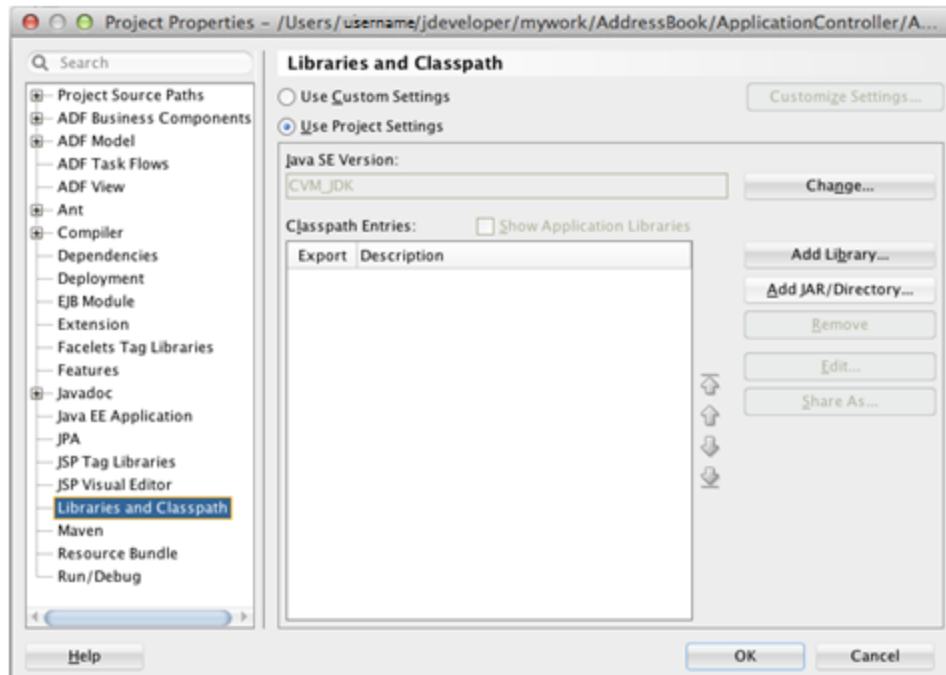 Project Properties – /Users/username/jdeveloper/mywork/AddressBook/ApplicationController/A...
Search
Project Source Paths
ADF Business Components
ADF Model
ADF Task Flows
ADF View
Ant
Compiler
Dependencies
Deployment
EJB Module
Extension
Facelets Tag Libraries
Features
Javadoc
Java EE Application
JPA
JSP Tag Libraries
JSP Visual Editor
Libraries and Classpath
Maven
Resource Bundle
Run/Debug
Libraries and Classpath
Use Custom Settings
Customize Settings...
Use Project Settings
Java SE Version:
CVM_JDK
Change...
Classpath Entries:
Show Application Libraries
Export Description
Add Library...
Add JAR/Directory...
Remove
Edit...
Share As...
Help
OK
Cancel